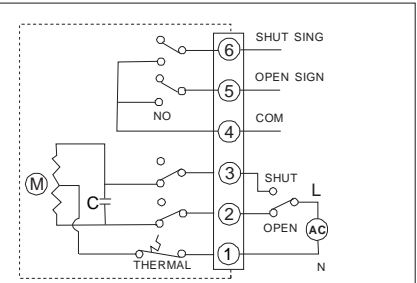 6 SHUT SING
5 OPEN SIGN
NO
4 COM
3 SHUT
M
C
2 OPEN
L
AC
THERMAL
1
N